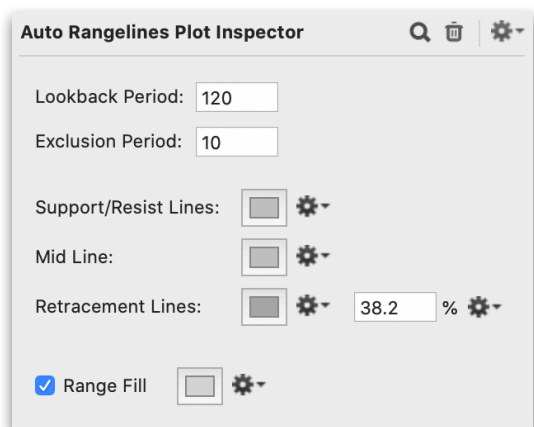 Auto Rangelines Plot Inspector
Lookback Period: 120
Exclusion Period: 10
Support/Resist Lines:
Mid Line:
Retracement Lines: 38.2 %
Range Fill